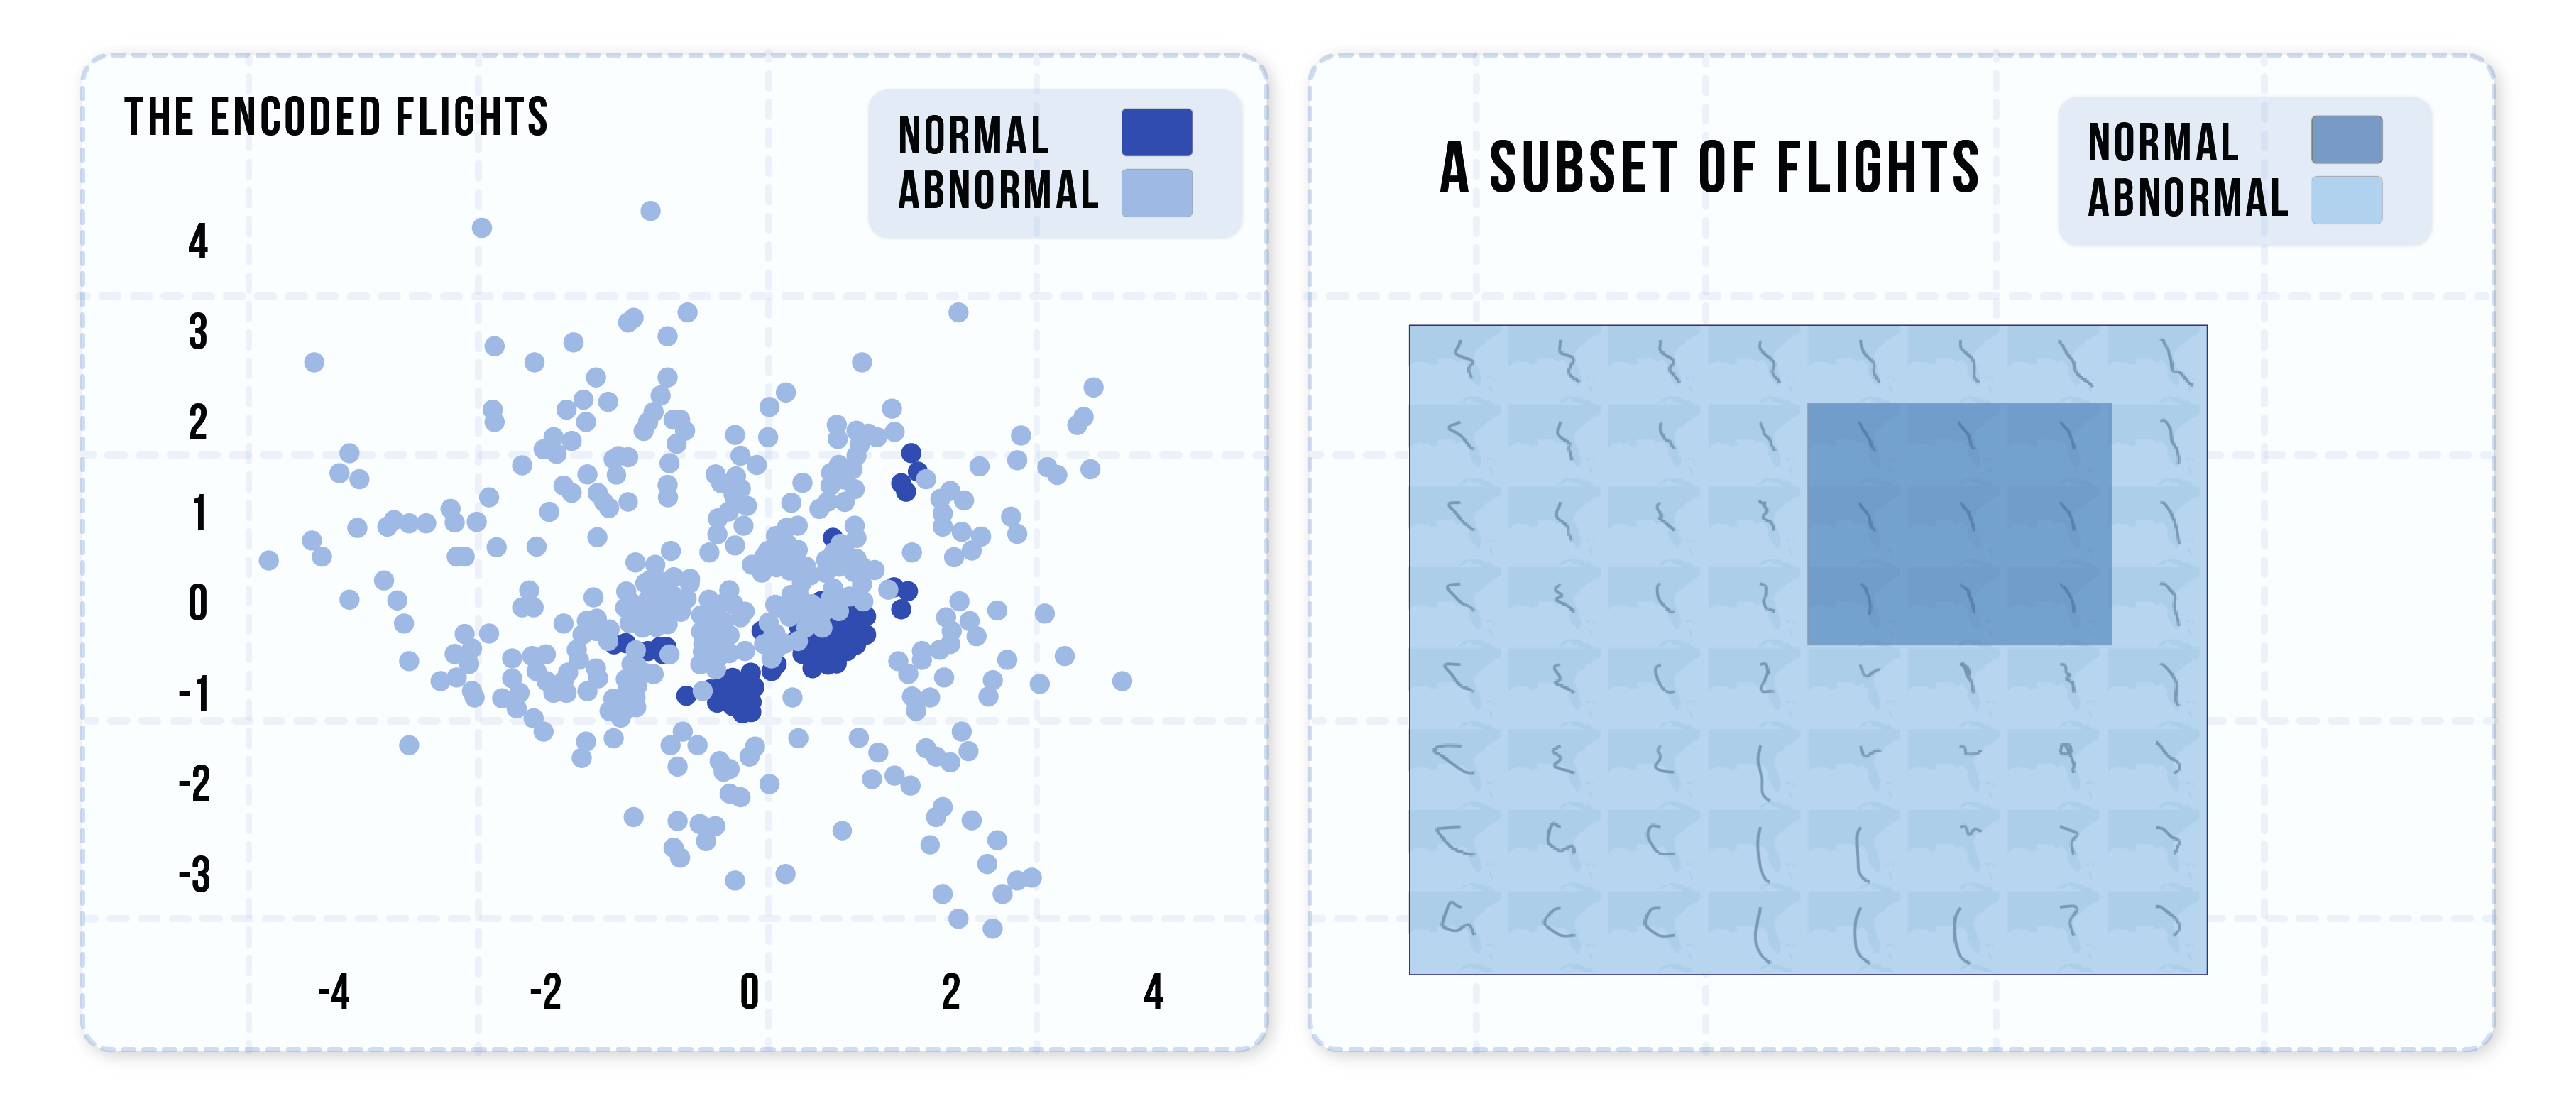 THE ENCODED FLIGHTS
NORMAL
ABNORMAL
4
3
2
1
0
-1
-2
-3
-4
-2
0
2
4
A SUBSET OF FLIGHTS
NORMAL
ABNORMAL